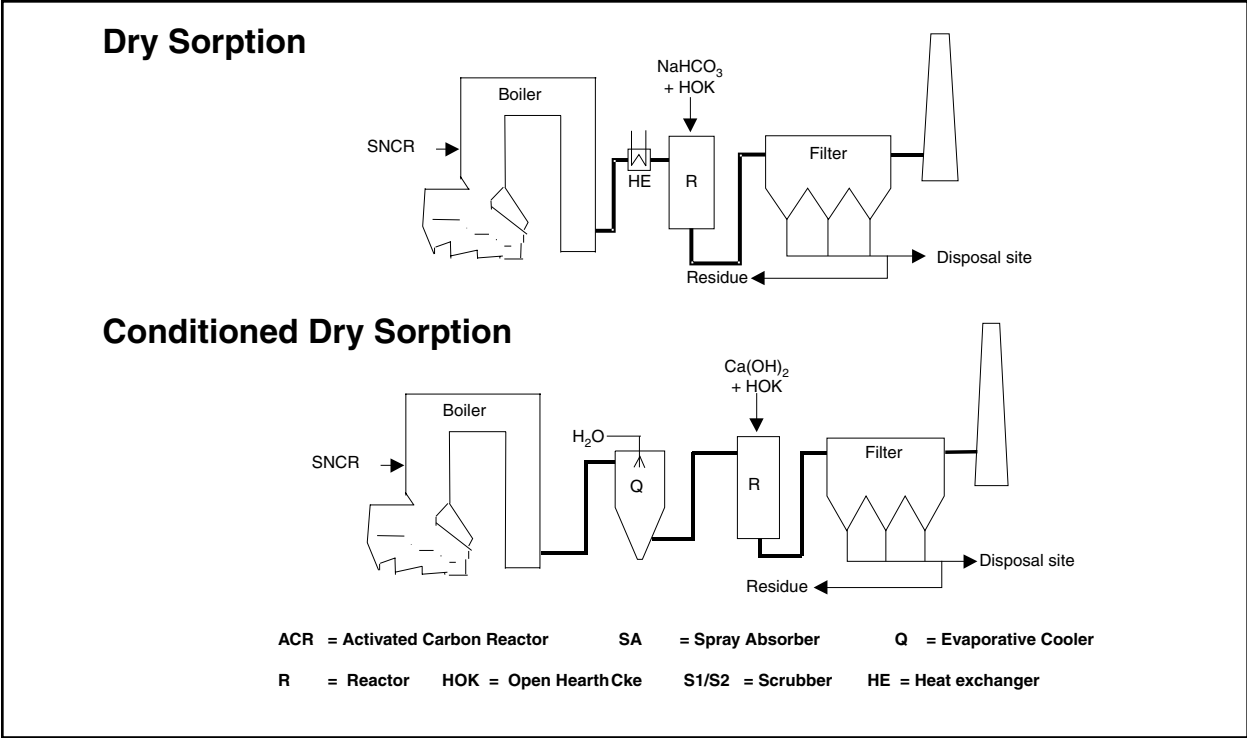 Dry Sorption
NaHCO₃
+ HOK
Boiler
SNCR
HE
R
Filter
Disposal site
Residue
Conditioned Dry Sorption
Ca(OH)₂
+ HOK
Boiler
H₂O
SNCR
Q
R
Filter
Disposal site
Residue
ACR = Activated Carbon Reactor SA = Spray Absorber Q = Evaporative Cooler
R = Reactor HOK = Open Hearth Cke S1/S2 = Scrubber HE = Heat exchanger